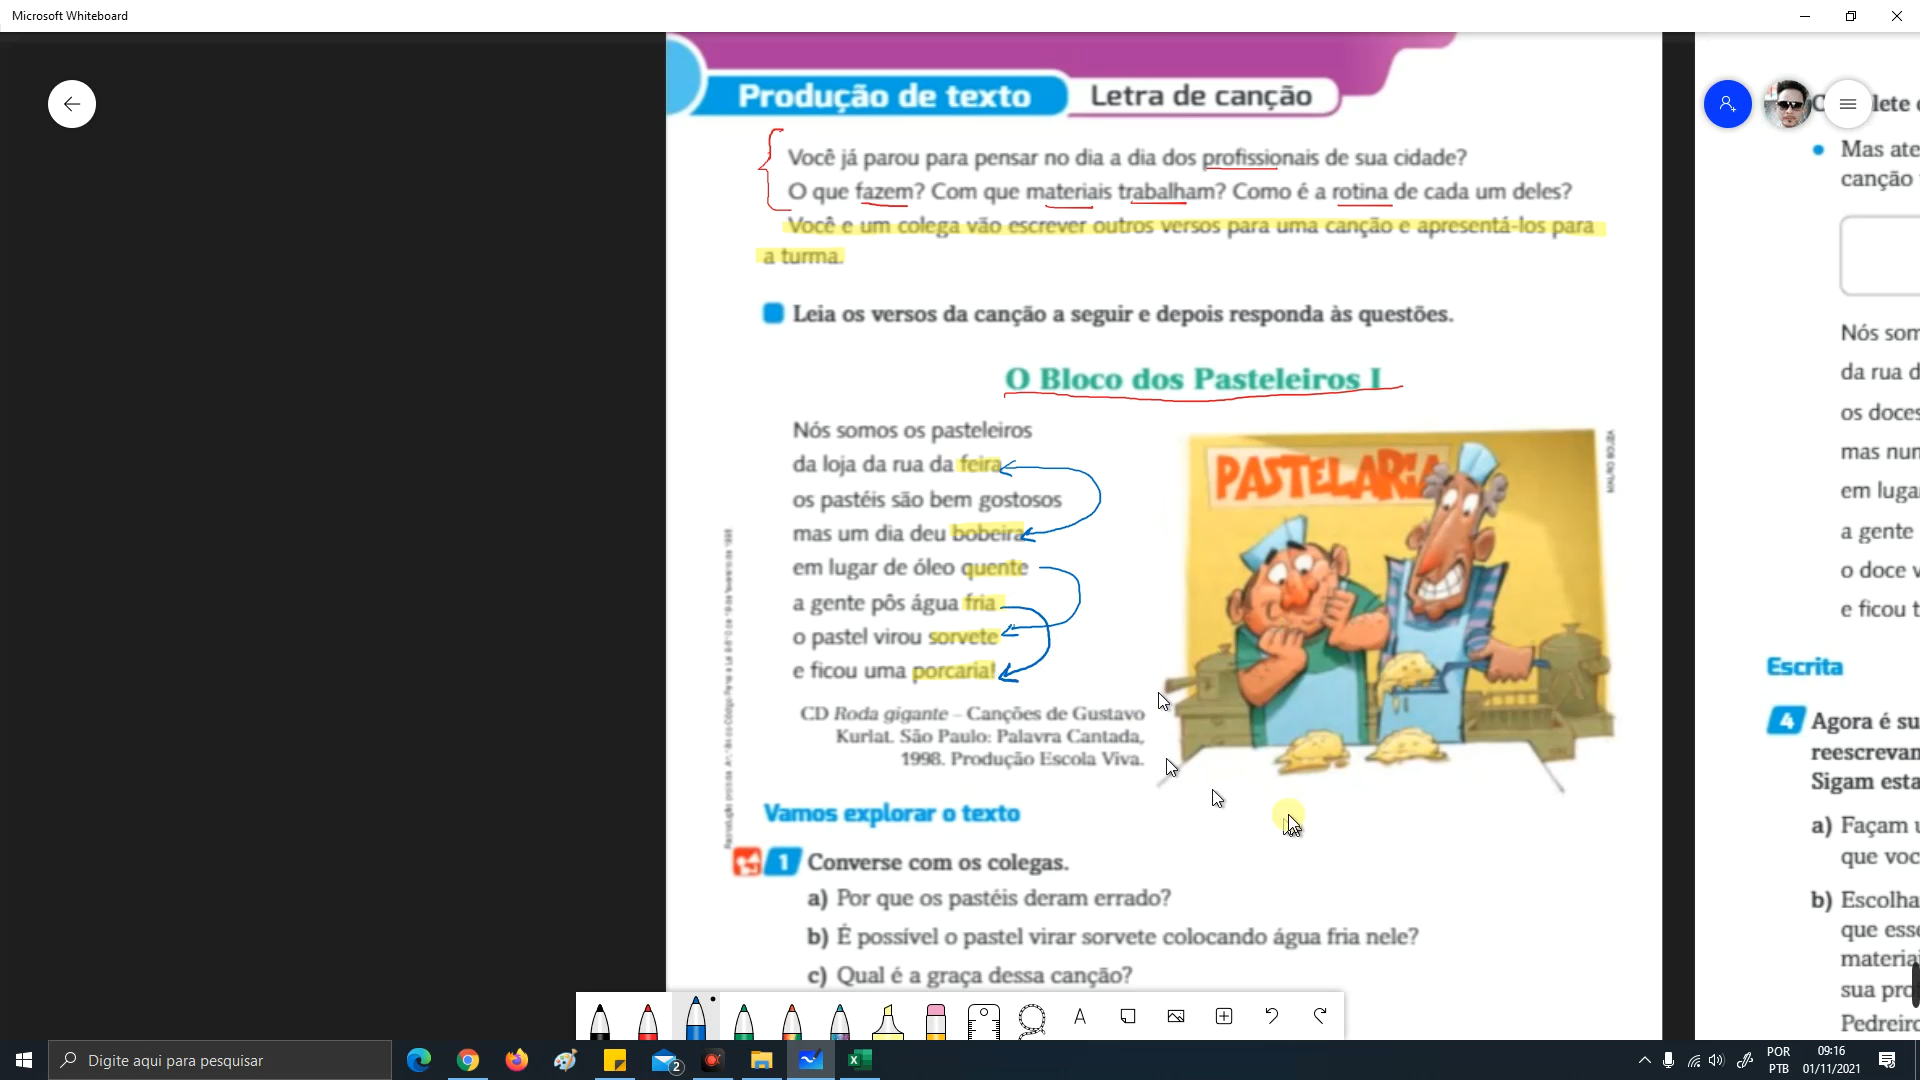 Microsoft Whiteboard
Produção de texto
Letra de canção
Você já parou para pensar no dia a dia dos profissionais de sua cidade?
O que fazem? Com que materiais trabalham? Como é a rotina de cada um deles?
Você e um colega vão escrever outros versos para uma canção e apresentá-los para
a turma.
Leia os versos da canção a seguir e depois responda às questões.
O Bloco dos Pasteleiros I
Nós somos os pasteleiros
da loja da rua da feira
os pastéis são bem gostosos
mas um dia deu bobeira
em lugar de óleo quente
a gente pôs água fria
o pastel virou sorvete
e ficou uma porcaria!
CD Roda gigante – Canções de Gustavo
Kurlat. São Paulo: Palavra Cantada,
1998. Produção Escola Viva.
PASTELARIA
Vamos explorar o texto
1 Converse com os colegas.
a) Por que os pastéis deram errado?
b) É possível o pastel virar sorvete colocando água fria nele?
c) Qual é a graça dessa canção?
Mas ate
canção
Nós som
da rua d
os doces
mas nun
em luga
a gente
o doce v
e ficou t
Escrita
4 Agora é su
reescrevan
Sigam esta
a) Façam u
que voc
b) Escolha
que esse
materiai
sua pro
Pedreiro
A
Digite aqui para pesquisar
2
POR
PTB
09:16
01/11/2021